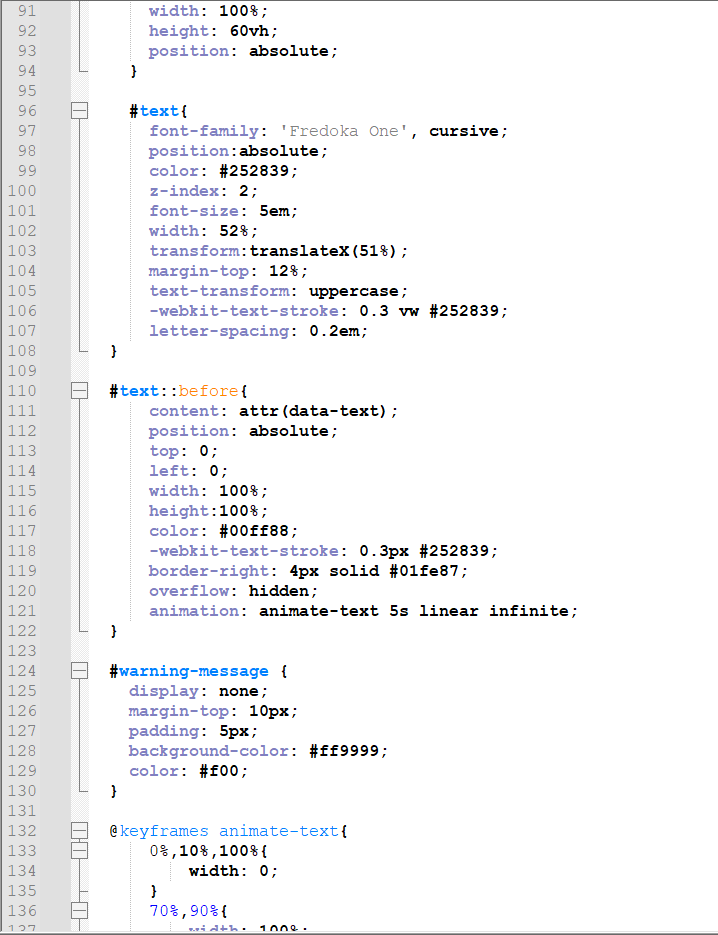 91 width: 100%;
92 height: 60vh;
93 position: absolute;
94 }
95
96 #text{
97 font-family: 'Fredoka One', cursive;
98 position:absolute;
99 color: #252839;
100 z-index: 2;
101 font-size: 5em;
102 width: 52%;
103 transform:translateX(51%);
104 margin-top: 12%;
105 text-transform: uppercase;
106 -webkit-text-stroke: 0.3 vw #252839;
107 letter-spacing: 0.2em;
108 }
109
110 #text::before{
111 content: attr(data-text);
112 position: absolute;
113 top: 0;
114 left: 0;
115 width: 100%;
116 height:100%;
117 color: #00ff88;
118 -webkit-text-stroke: 0.3px #252839;
119 border-right: 4px solid #01fe87;
120 overflow: hidden;
121 animation: animate-text 5s linear infinite;
122 }
123
124 #warning-message {
125 display: none;
126 margin-top: 10px;
127 padding: 5px;
128 background-color: #ff9999;
129 color: #f00;
130 }
131
132 @keyframes animate-text{
133 0%,10%,100%{
134 width: 0;
135 }
136 70%,90%{
137 width: 100%;